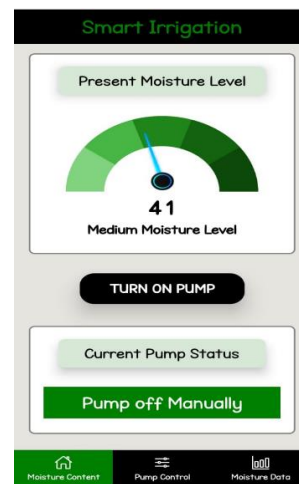 Smart Irrigation
Present Moisture Level
41
Medium Moisture Level
TURN ON PUMP
Current Pump Status
Pump off Manually
Moisture Content Pump Control Moisture Data